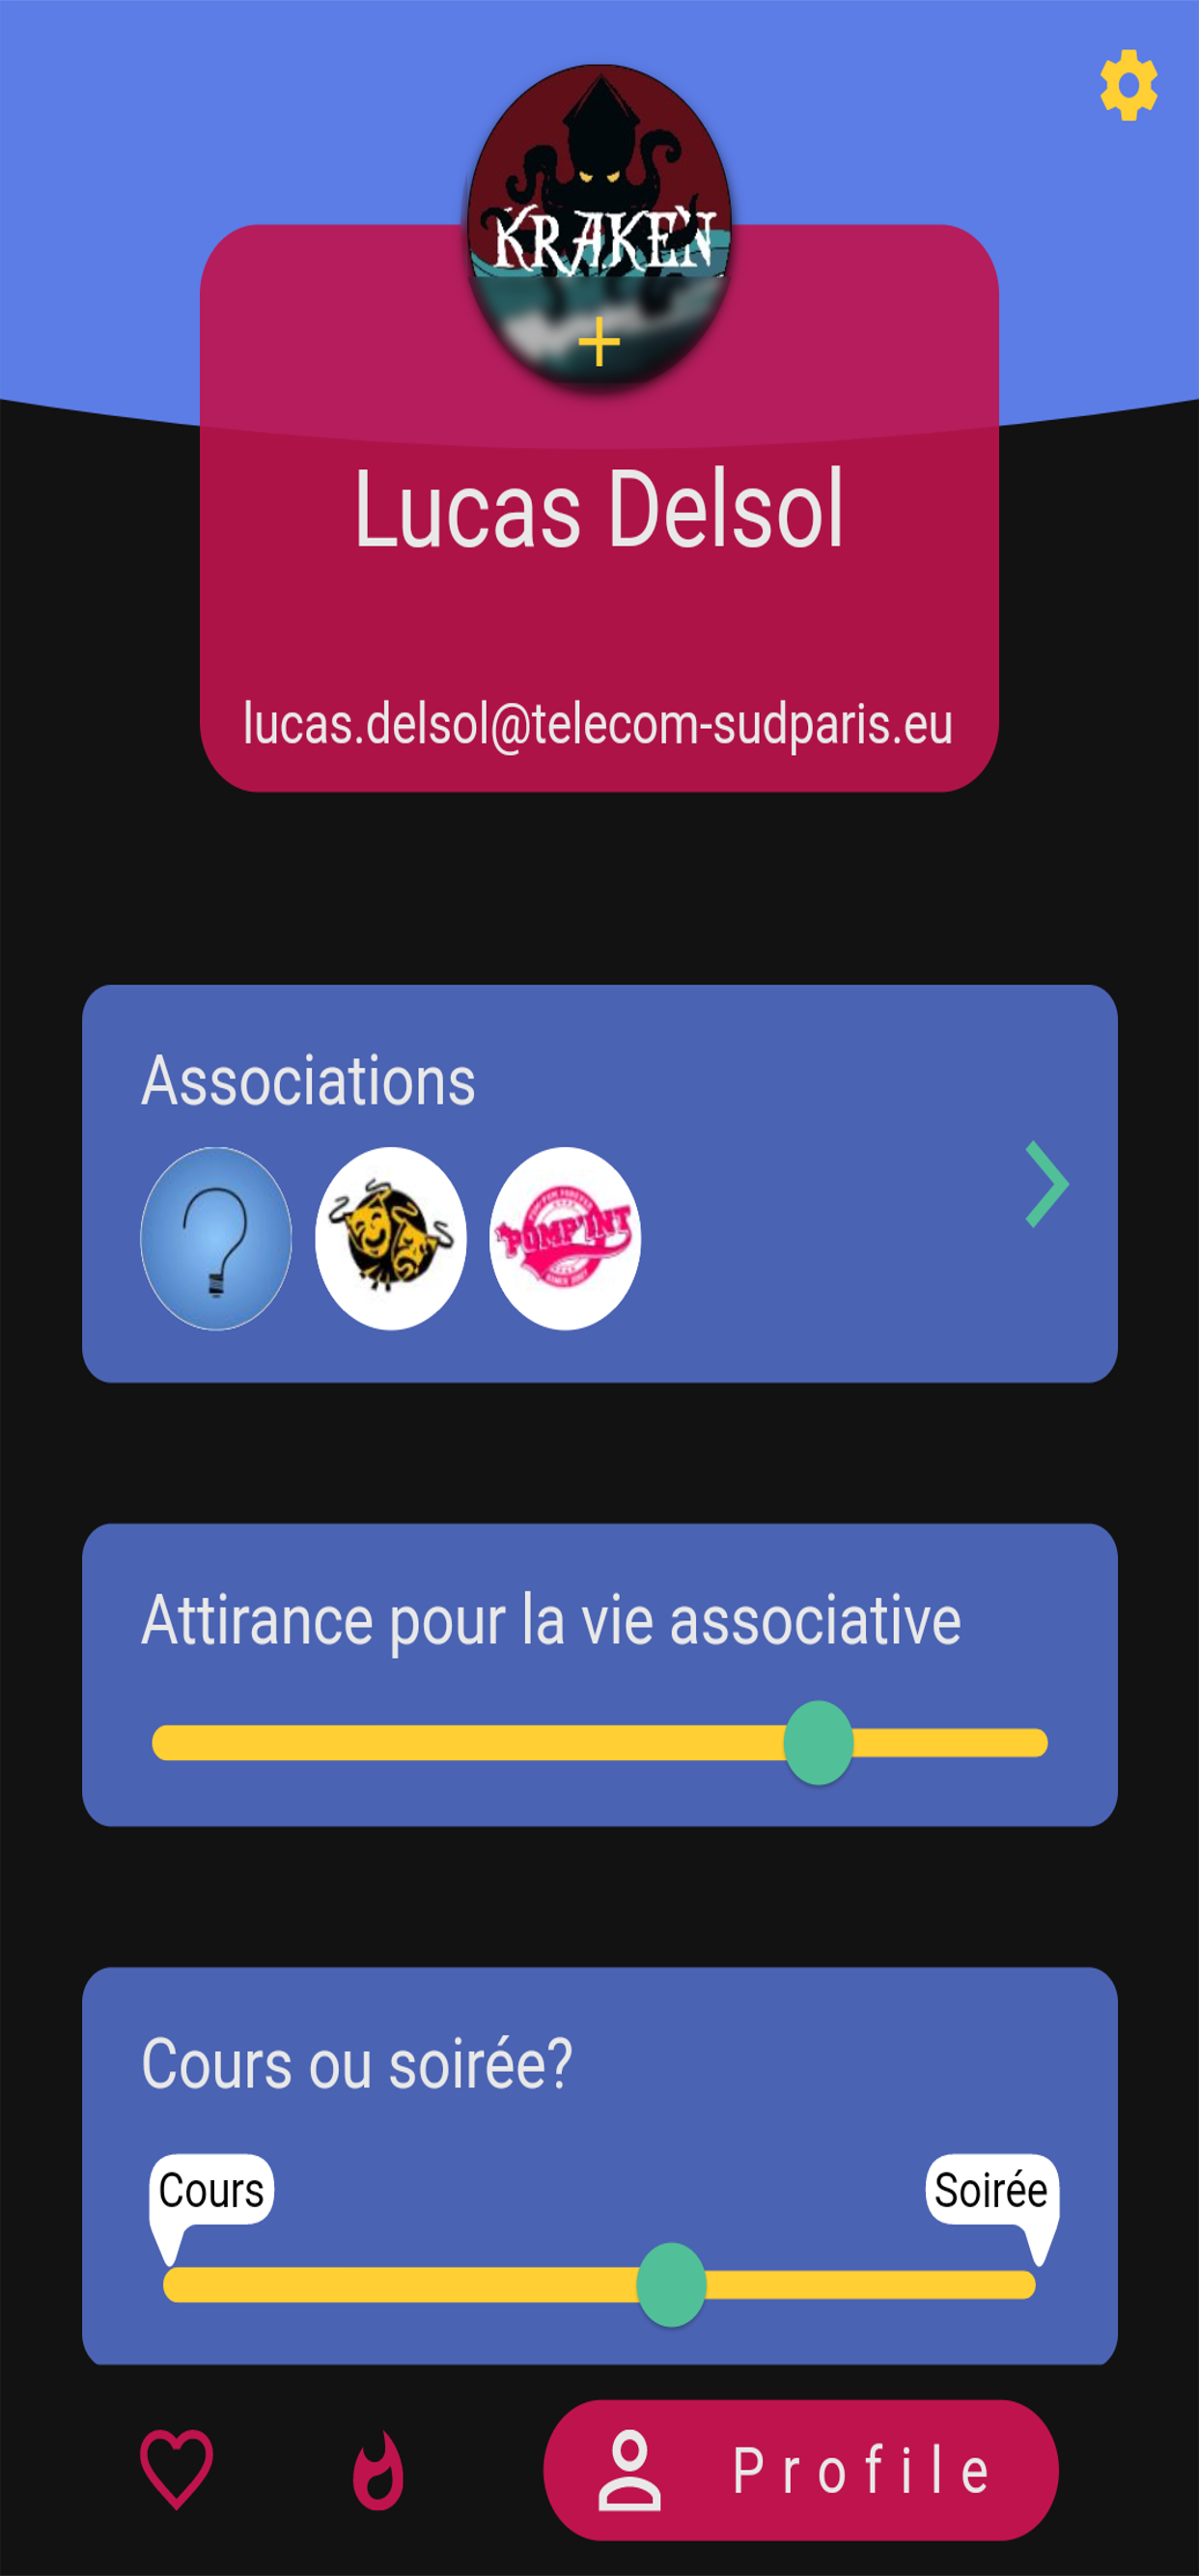 KRAKEN
Lucas Delsol
lucas.delsol@telecom-sudparis.eu
Associations
POMP'INT
Attirance pour la vie associative
Cours ou soirée?
Cours
Soirée
Profile